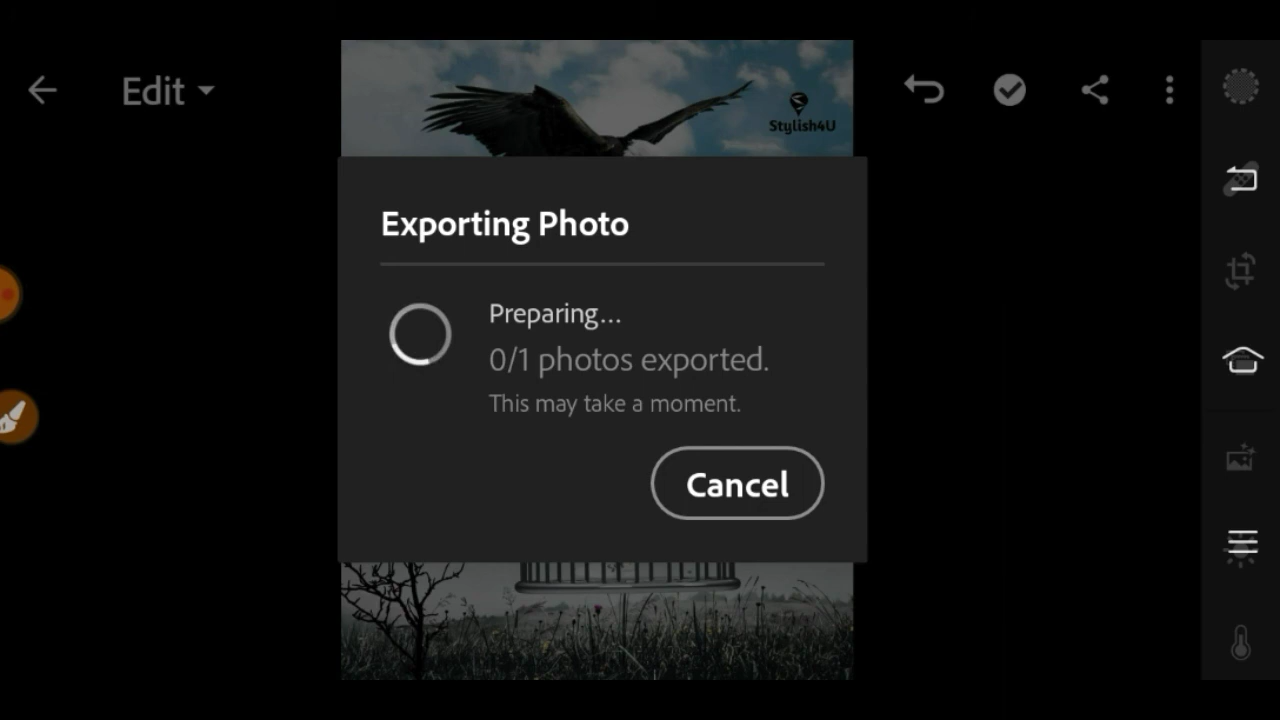 Edit
Stylish4U
Exporting Photo
Preparing...
0/1 photos exported.
This may take a moment.
Cancel